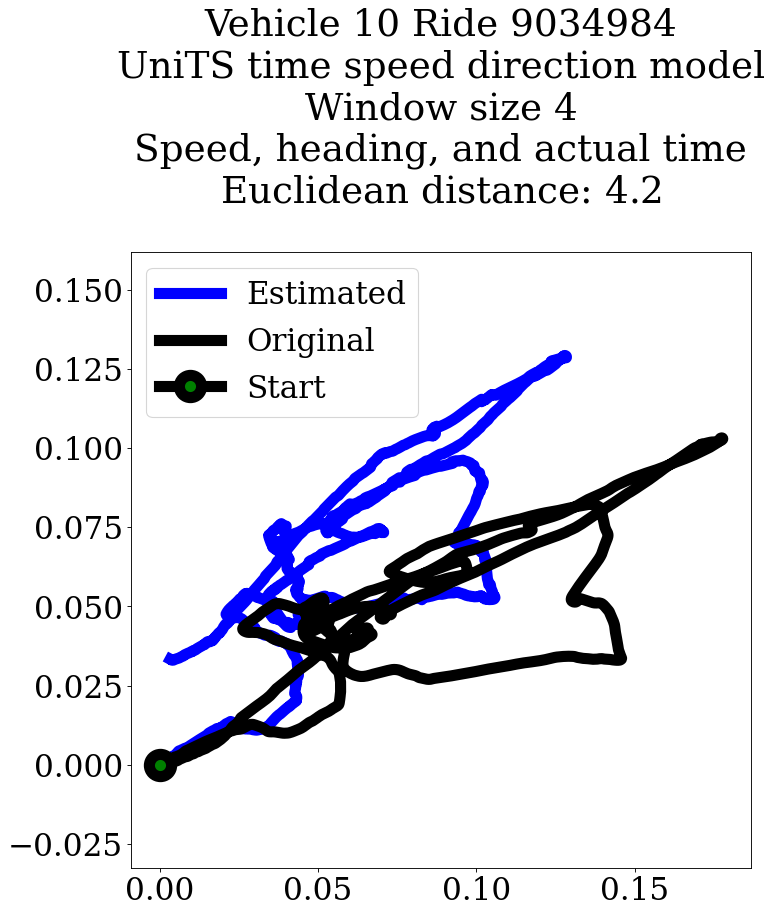 Vehicle 10 Ride 9034984
UniTS time speed direction model
Window size 4
Speed, heading, and actual time
Euclidean distance: 4.2
Estimated
Original
Start
0.150
0.125
0.100
0.075
0.050
0.025
0.000
−0.025
0.00 0.05 0.10 0.15